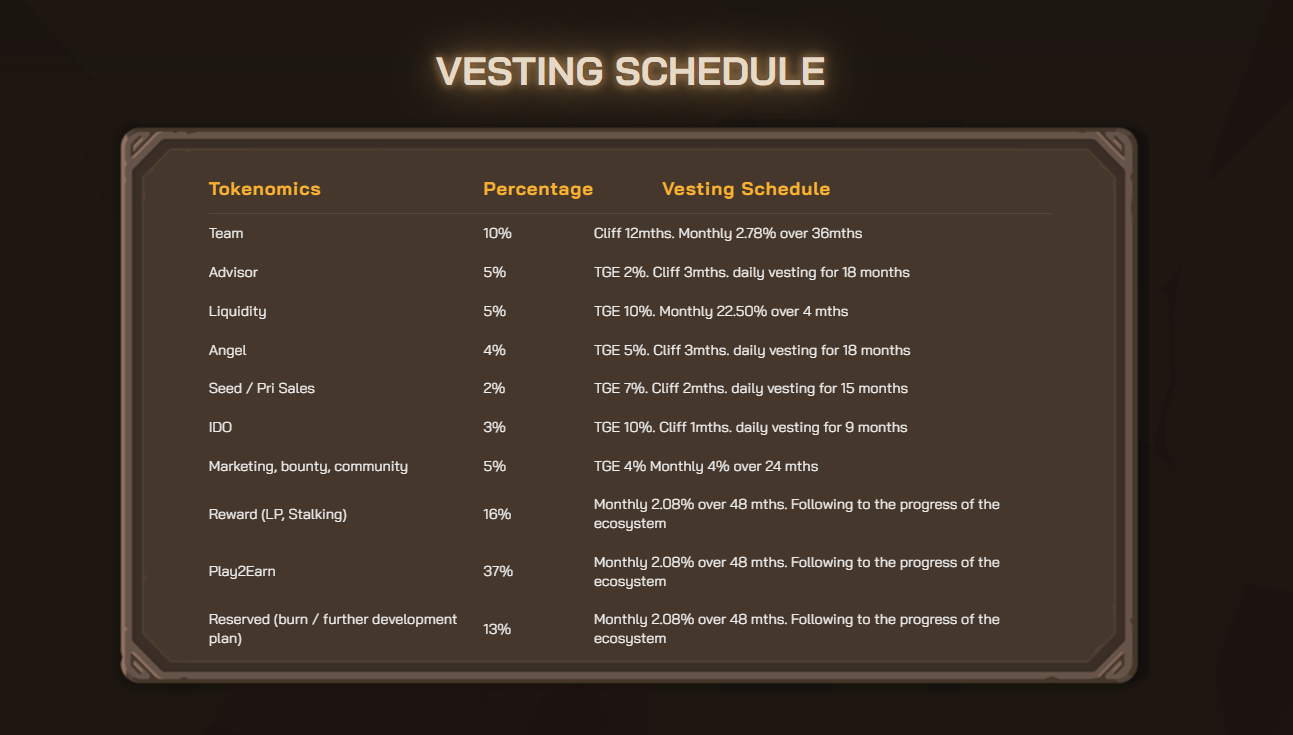 VESTING SCHEDULE
Tokenomics Percentage Vesting Schedule
Team 10% Cliff 12mths. Monthly 2.78% over 36mths
Advisor 5% TGE 2%. Cliff 3mths. daily vesting for 18 months
Liquidity 5% TGE 10%. Monthly 22.50% over 4 mths
Angel 4% TGE 5%. Cliff 3mths. daily vesting for 18 months
Seed / Pri Sales 2% TGE 7%. Cliff 2mths. daily vesting for 15 months
IDO 3% TGE 10%. Cliff 1mths. daily vesting for 9 months
Marketing, bounty, community 5% TGE 4% Monthly 4% over 24 mths
Reward (LP, Stalking) 16% Monthly 2.08% over 48 mths. Following to the progress of the
ecosystem
Play2Earn 37% Monthly 2.08% over 48 mths. Following to the progress of the
ecosystem
Reserved (burn / further development
plan) 13% Monthly 2.08% over 48 mths. Following to the progress of the
ecosystem